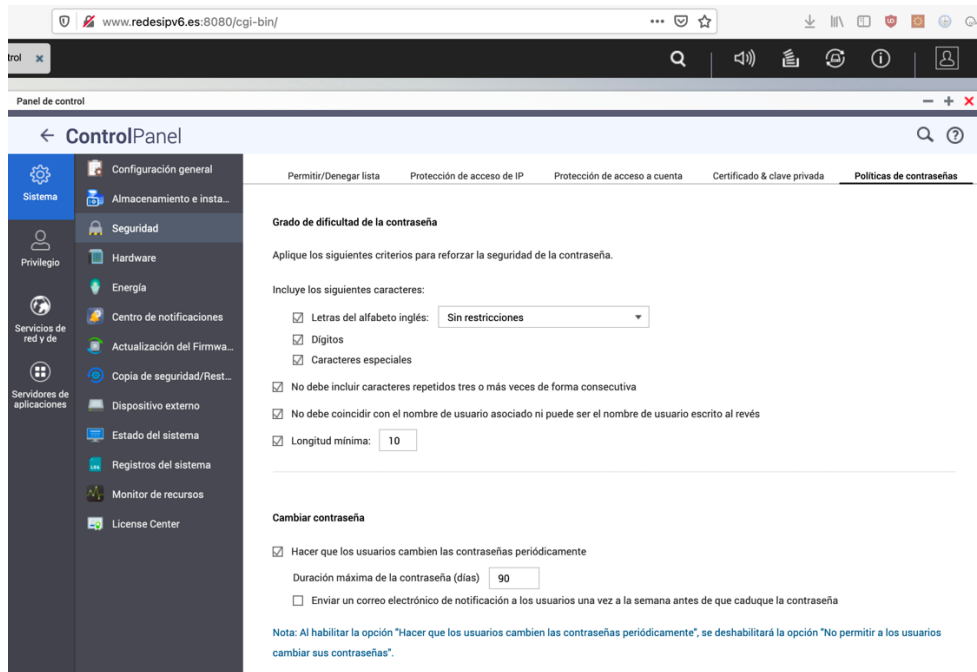 www.redesipv6.es:8080/cgi-bin/
trol
Panel de control
ControlPanel
Sistema
Privilegio
Servicios de
red y de
Servidores de
aplicaciones
Configuración general
Almacenamiento e insta...
Seguridad
Hardware
Energía
Centro de notificaciones
Actualización del Firmwa...
Copia de seguridad/Rest...
Dispositivo externo
Estado del sistema
Registros del sistema
Monitor de recursos
License Center
Permitir/Denegar lista Protección de acceso de IP Protección de acceso a cuenta Certificado & clave privada Políticas de contraseñas
Grado de dificultad de la contraseña
Aplique los siguientes criterios para reforzar la seguridad de la contraseña.
Incluye los siguientes caracteres:
Letras del alfabeto inglés: Sin restricciones
Dígitos
Caracteres especiales
No debe incluir caracteres repetidos tres o más veces de forma consecutiva
No debe coincidir con el nombre de usuario asociado ni puede ser el nombre de usuario escrito al revés
Longitud mínima: 10
Cambiar contraseña
Hacer que los usuarios cambien las contraseñas periódicamente
Duración máxima de la contraseña (días) 90
Enviar un correo electrónico de notificación a los usuarios una vez a la semana antes de que caduque la contraseña
Nota: Al habilitar la opción "Hacer que los usuarios cambien las contraseñas periódicamente", se deshabilitará la opción "No permitir a los usuarios
cambiar sus contraseñas".